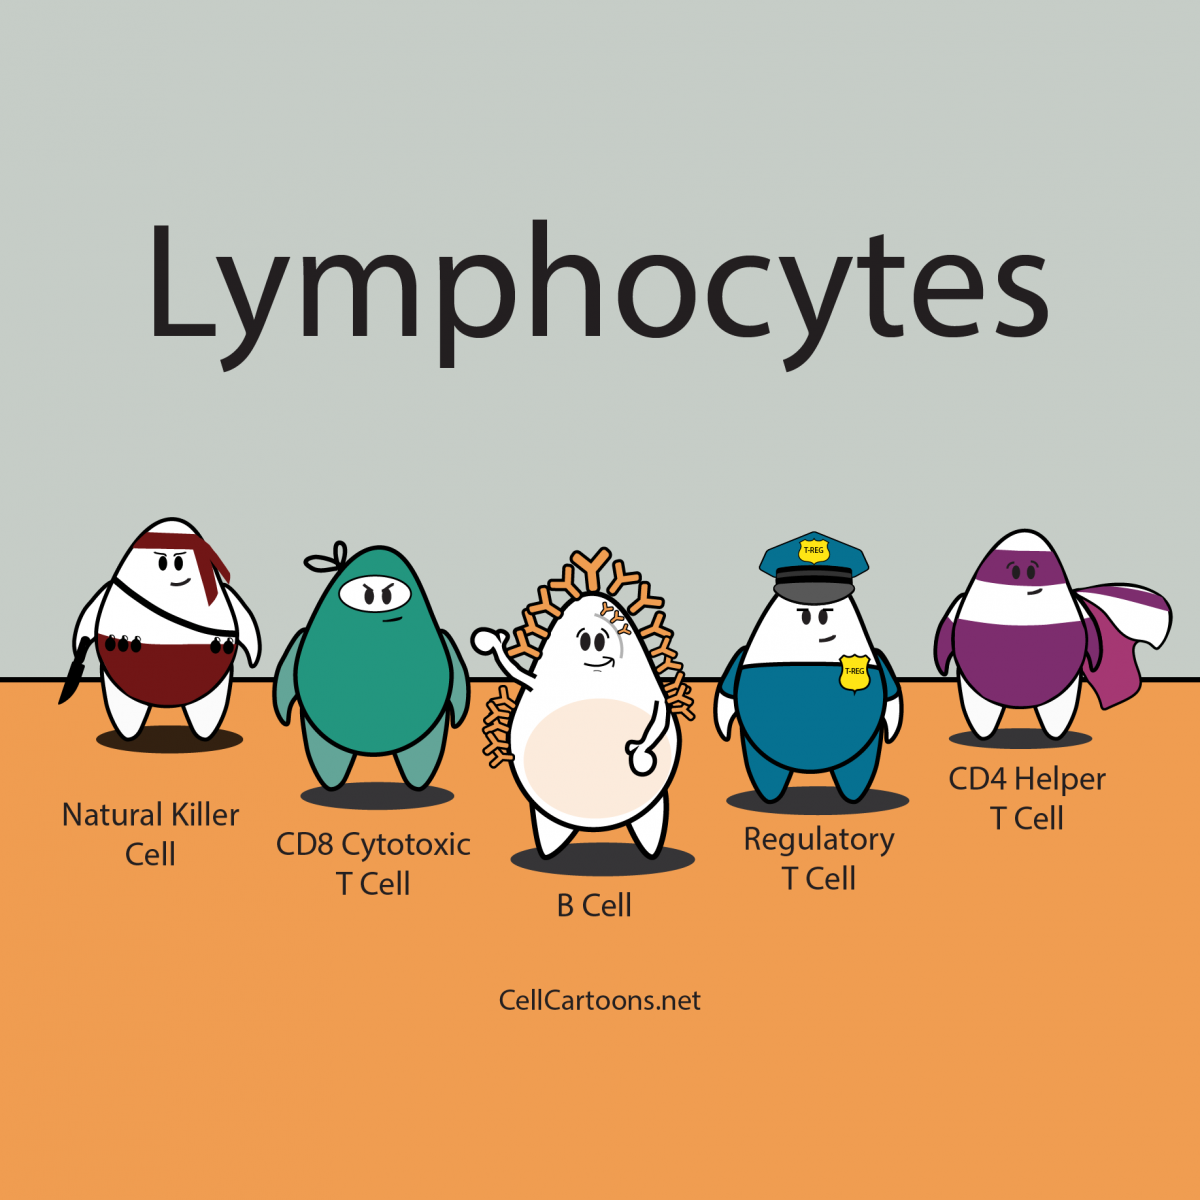 Lymphocytes
T-REG
T-REG
Natural Killer
Cell
CD8 Cytotoxic
T Cell
B Cell
Regulatory
T Cell
CD4 Helper
T Cell
CellCartoons.net